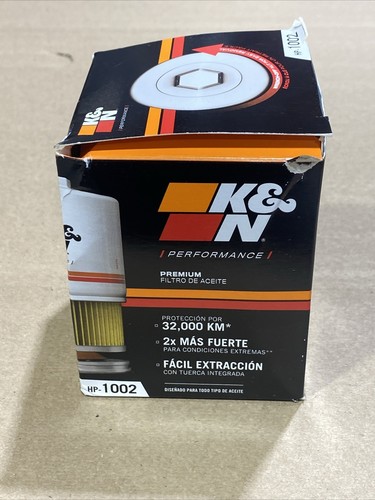 HP-1002
K&N
PERFORMANCE
K&N
®
/ PERFORMANCE /
PREMIUM
FILTRO DE ACEITE
PROTECCIÓN POR
32,000 KM*
2x MÁS FUERTE
PARA CONDICIONES EXTREMAS**
FÁCIL EXTRACCIÓN
CON TUERCA INTEGRADA
HP-1002
DISEÑADO PARA TODO TIPO DE ACEITE